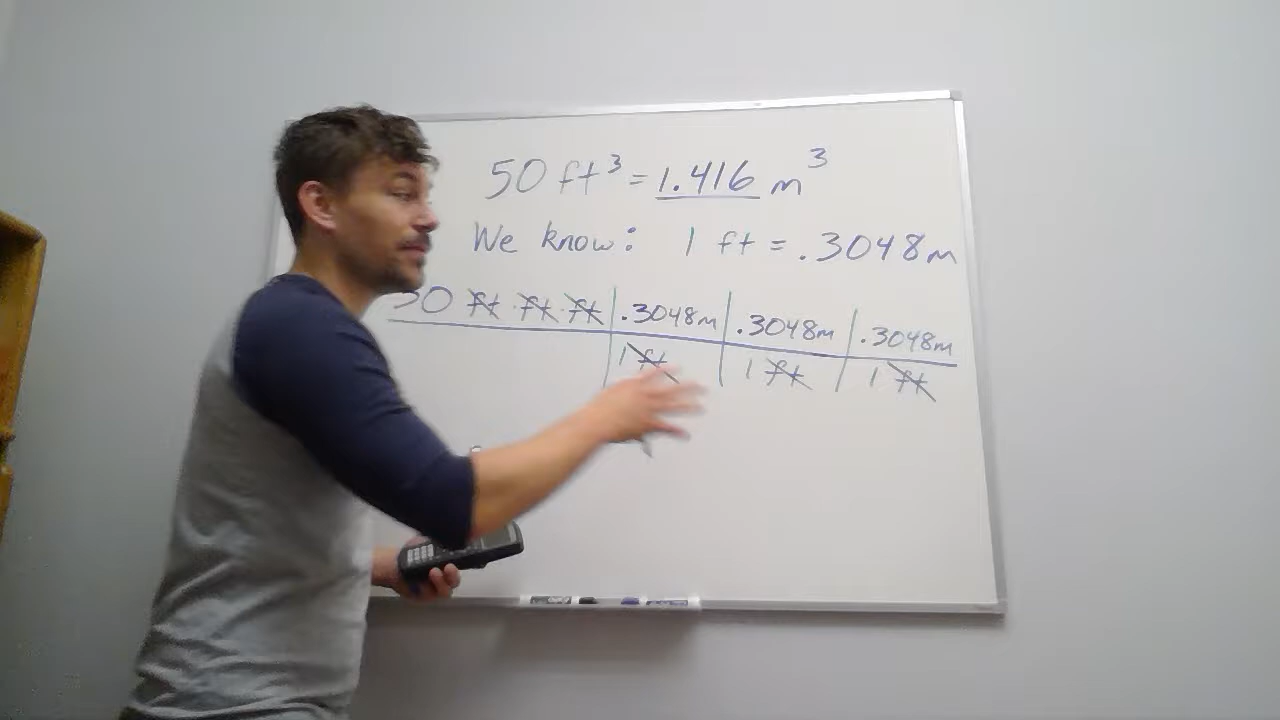 50 ft³ = 1.416 m³
We know: 1 ft = .3048m
50 ft · ft · ft | .3048m | .3048m | .3048m
1 ft | 1 ft | 1 ft